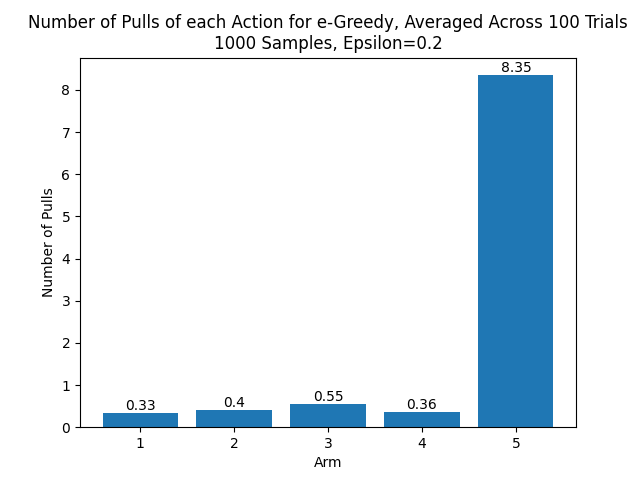 Number of Pulls of each Action for e-Greedy, Averaged Across 100 Trials
1000 Samples, Epsilon=0.2
8.35
8
7
6
5
4
3
2
1
0
Number of Pulls
0.33
0.4
0.55
0.36
1 2 3 4 5
Arm